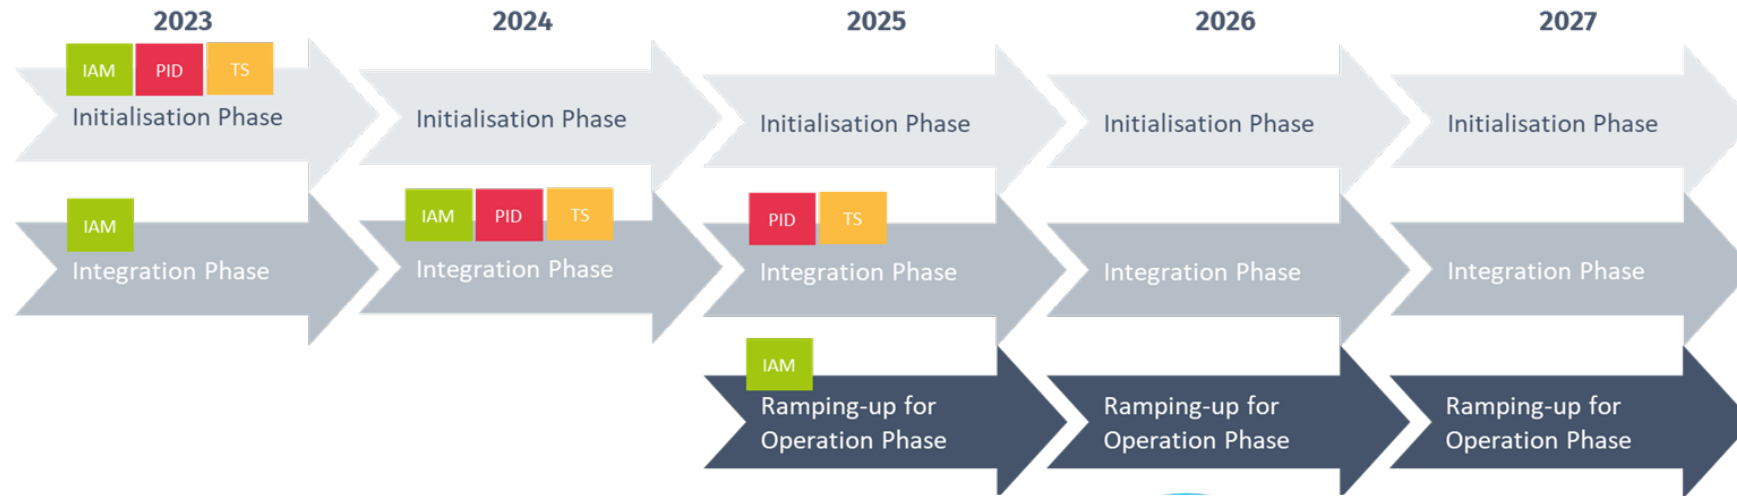 2023 2024 2025 2026 2027
IAM PID TS
Initialisation Phase Initialisation Phase Initialisation Phase Initialisation Phase Initialisation Phase
IAM IAM PID TS PID TS
Integration Phase Integration Phase Integration Phase Integration Phase Integration Phase
IAM
Ramping-up for Ramping-up for Ramping-up for
Operation Phase Operation Phase Operation Phase